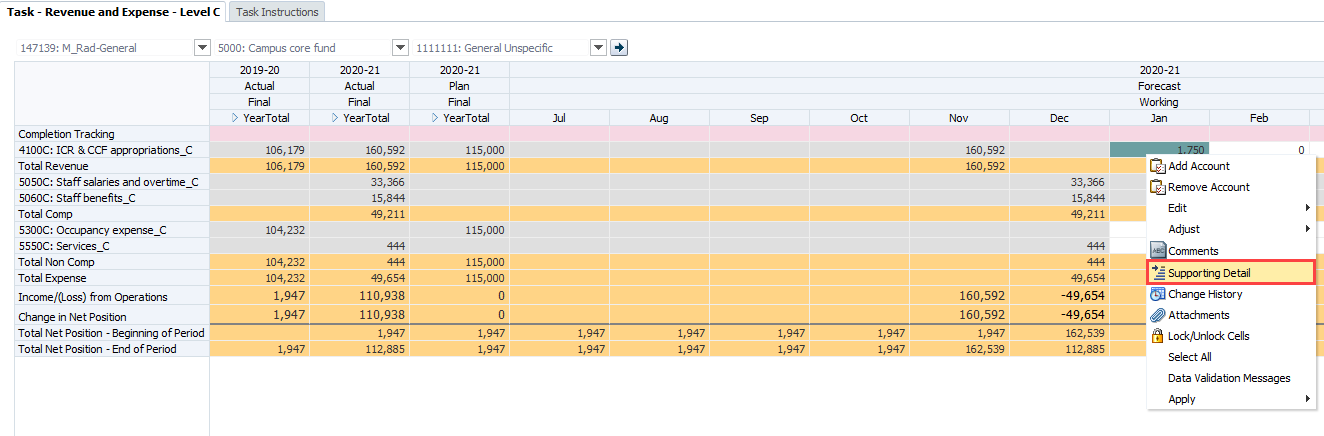 Task - Revenue and Expense - Level C Task Instructions
147139: M_Rad-General 5000: Campus core fund 1111111: General Unspecific
2019-20 2020-21 2020-21 2020-21
Actual Actual Plan Forecast
Final Final Final Working
YearTotal YearTotal YearTotal Jul Aug Sep Oct Nov Dec Jan Feb
Completion Tracking
4100C: ICR & CCF appropriations_C 106,179 160,592 115,000 160,592 1,750 0
Total Revenue 106,179 160,592 115,000 160,592
5050C: Staff salaries and overtime_C 33,366 33,366
5060C: Staff benefits_C 15,844 15,844
Total Comp 49,211 49,211
5300C: Occupancy expense_C 104,232 115,000
5550C: Services_C 444 444
Total Non Comp 104,232 444 115,000 444
Total Expense 104,232 49,654 115,000 49,654
Income/(Loss) from Operations 1,947 110,938 0 160,592 -49,654
Change in Net Position 1,947 110,938 0 160,592 -49,654
Total Net Position - Beginning of Period 1,947 1,947 1,947 1,947 1,947 1,947 1,947 162,539
Total Net Position - End of Period 1,947 112,885 1,947 1,947 1,947 1,947 1,947 162,539 112,885
Add Account
Remove Account
Edit
Adjust
ABC Comments
Supporting Detail
Change History
Attachments
Lock/Unlock Cells
Select All
Data Validation Messages
Apply